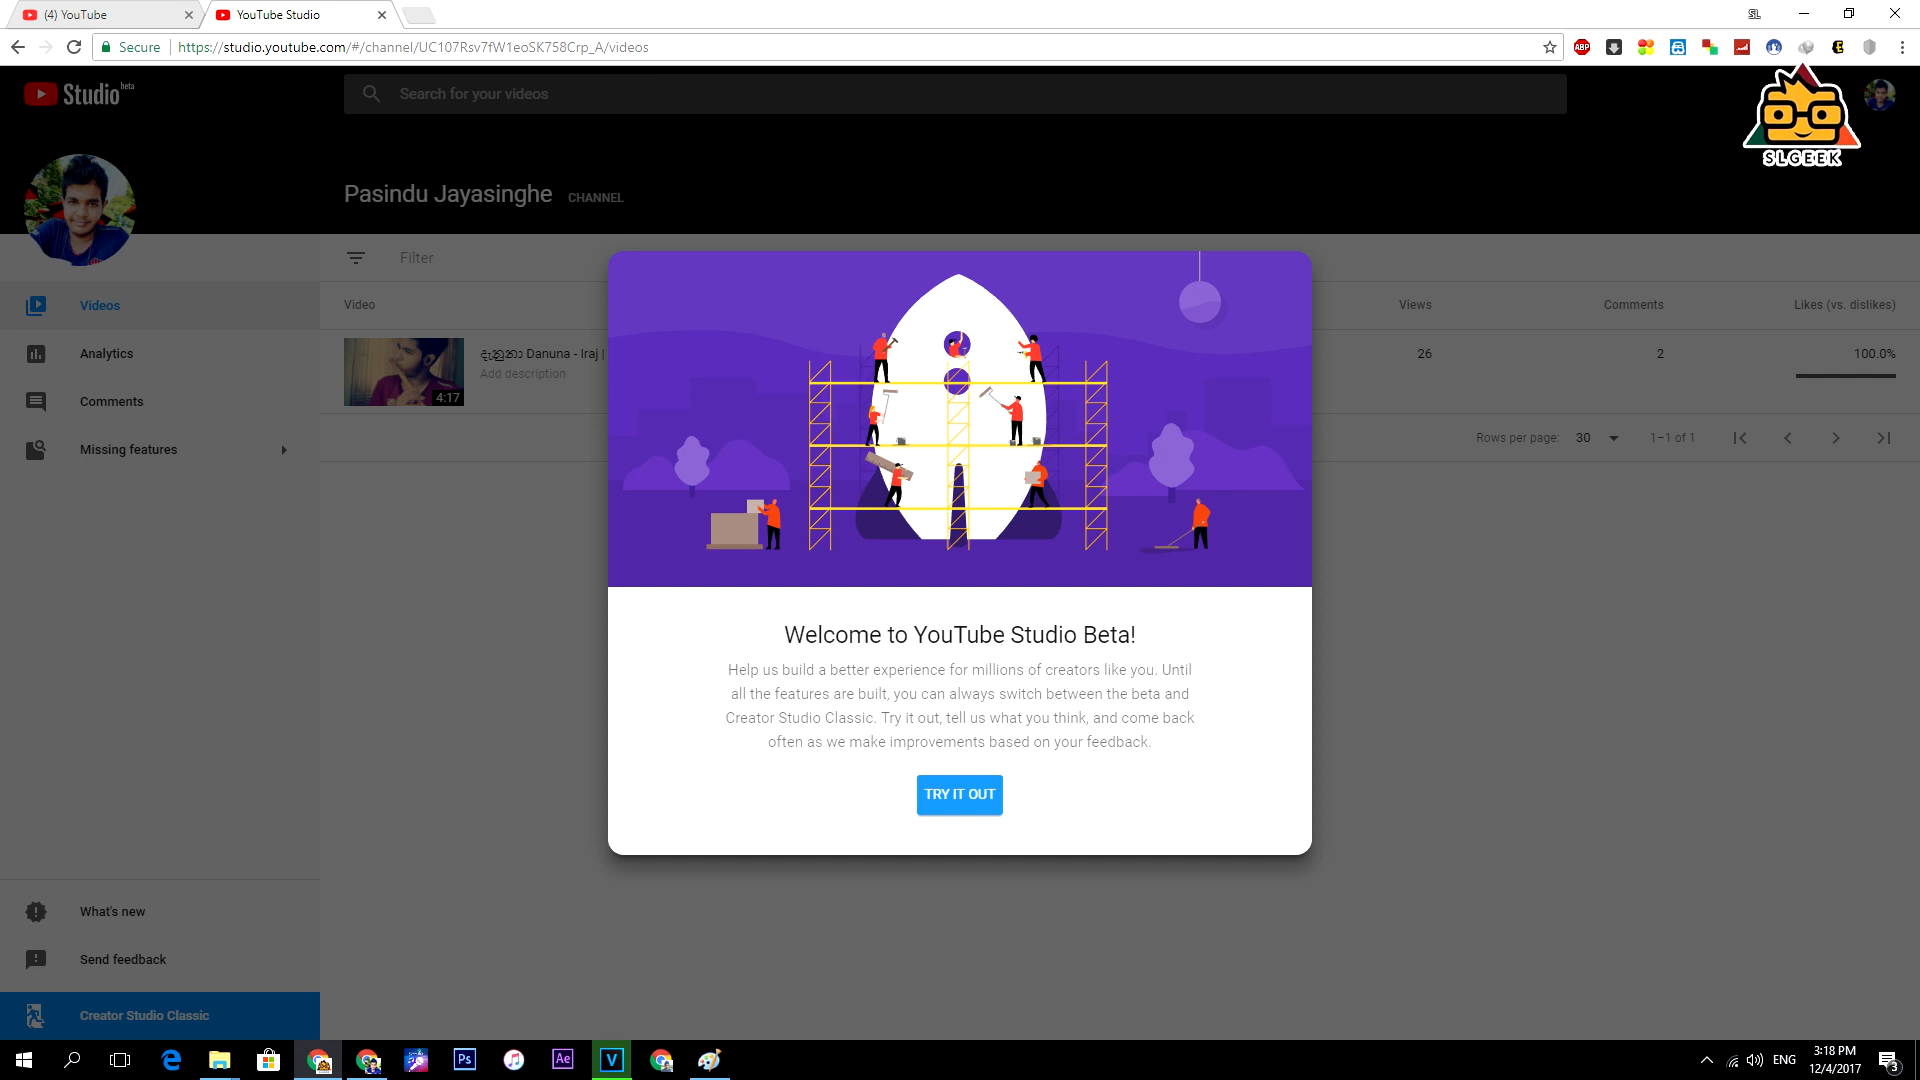 (4) YouTube
YouTube Studio
SL
Secure
https://studio.youtube.com/#/channel/UC107Rsv7fW1eoSK758Crp_A/videos
ABP
Studio beta
Search for your videos
SLGEEK
Pasindu Jayasinghe CHANNEL
Filter
Videos
Video
Views
Comments
Likes (vs. dislikes)
Analytics
දැනුනා Danuna - Iraj |
Add description
4:17
26
2
100.0%
Comments
Missing features
Rows per page: 30
1–1 of 1
Welcome to YouTube Studio Beta!
Help us build a better experience for millions of creators like you. Until
all the features are built, you can always switch between the beta and
Creator Studio Classic. Try it out, tell us what you think, and come back
often as we make improvements based on your feedback.
TRY IT OUT
What's new
Send feedback
Creator Studio Classic
Ps
Ae
V
ENG
3:18 PM
12/4/2017
3